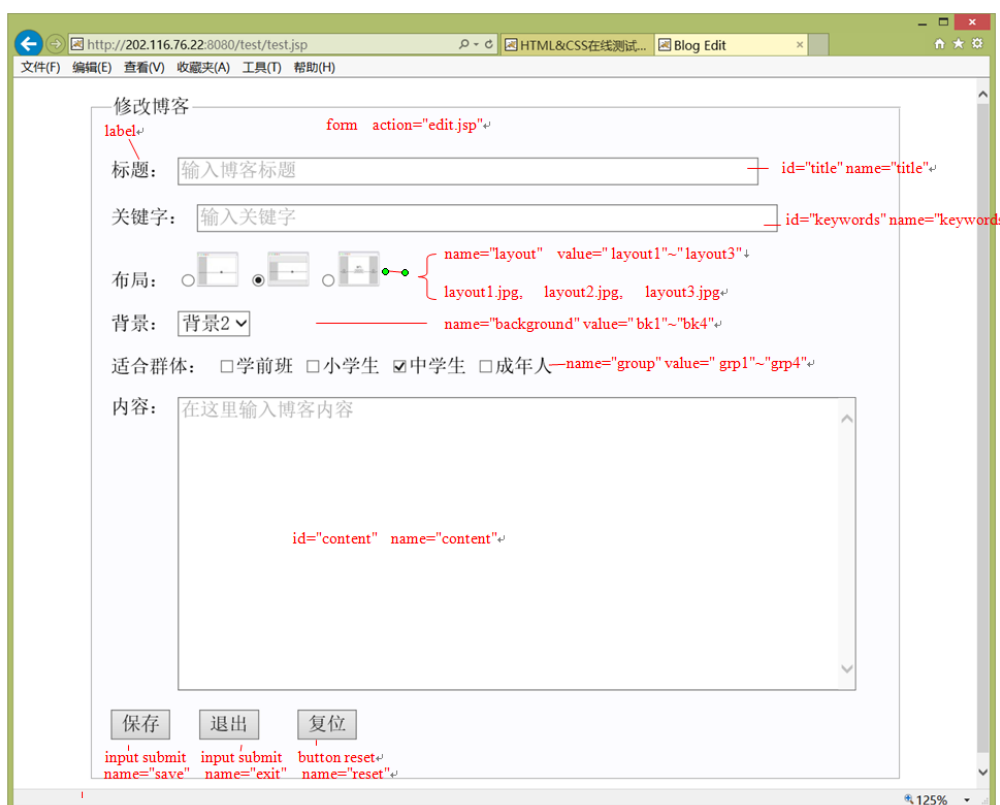 http://202.116.76.22:8080/test/test.jsp HTML&CSS在线测试... Blog Edit
文件(F) 编辑(E) 查看(V) 收藏夹(A) 工具(T) 帮助(H)
修改博客
label form action="edit.jsp"
标题： 输入博客标题 id="title" name="title"
关键字： 输入关键字 id="keywords" name="keywords
name="layout" value=" layout1"~" layout3"
布局：
layout1.jpg, layout2.jpg, layout3.jpg
背景： 背景2 name="background" value=" bk1"~"bk4"
适合群体： 学前班 小学生 中学生 成年人 name="group" value=" grp1"~"grp4"
内容： 在这里输入博客内容
id="content" name="content"
保存 退出 复位
input submit input submit button reset
name="save" name="exit" name="reset"
125%